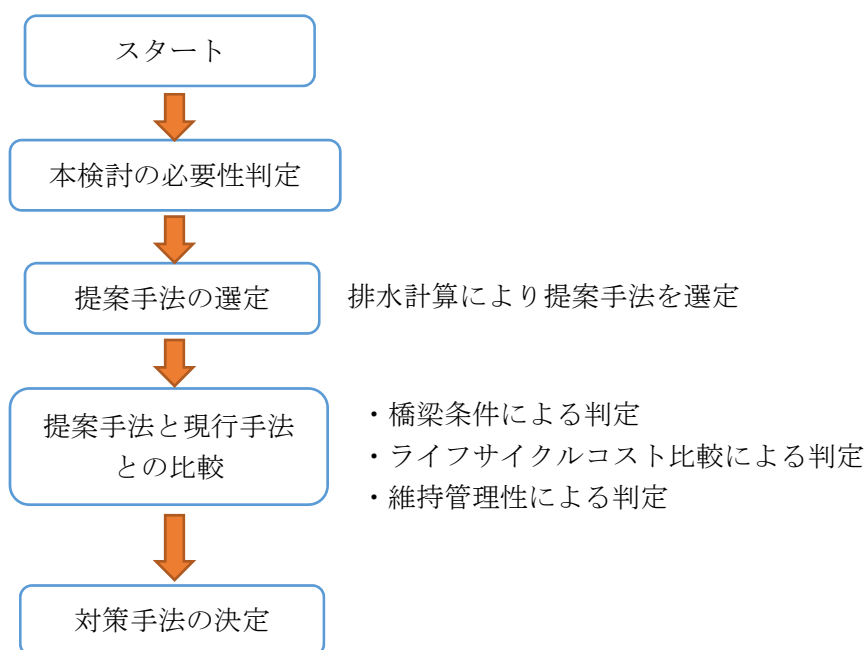 スタート
本検討の必要性判定
提案手法の選定
排水計算により提案手法を選定
提案手法と現行手法
との比較
・橋梁条件による判定
・ライフサイクルコスト比較による判定
・維持管理性による判定
対策手法の決定